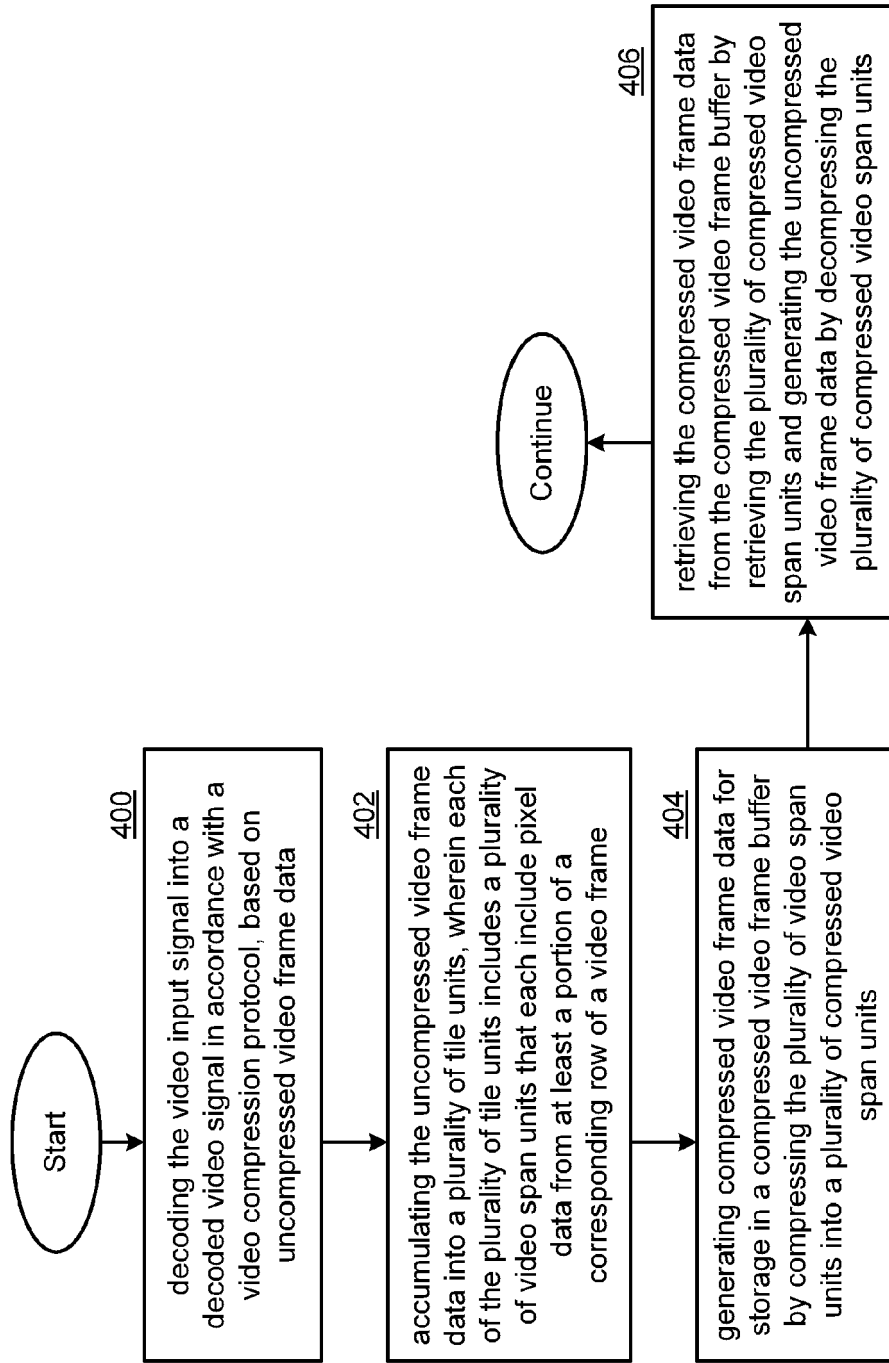 Start
400
decoding the video input signal into a
decoded video signal in accordance with a
video compression protocol, based on
uncompressed video frame data
402
accumulating the uncompressed video frame
data into a plurality of tile units, wherein each
of the plurality of tile units includes a plurality
of video span units that each include pixel
data from at least a portion of a
corresponding row of a video frame
404
generating compressed video frame data for
storage in a compressed video frame buffer
by compressing the plurality of video span
units into a plurality of compressed video
span units
406
retrieving the compressed video frame data
from the compressed video frame buffer by
retrieving the plurality of compressed video
span units and generating the uncompressed
video frame data by decompressing the
plurality of compressed video span units
Continue